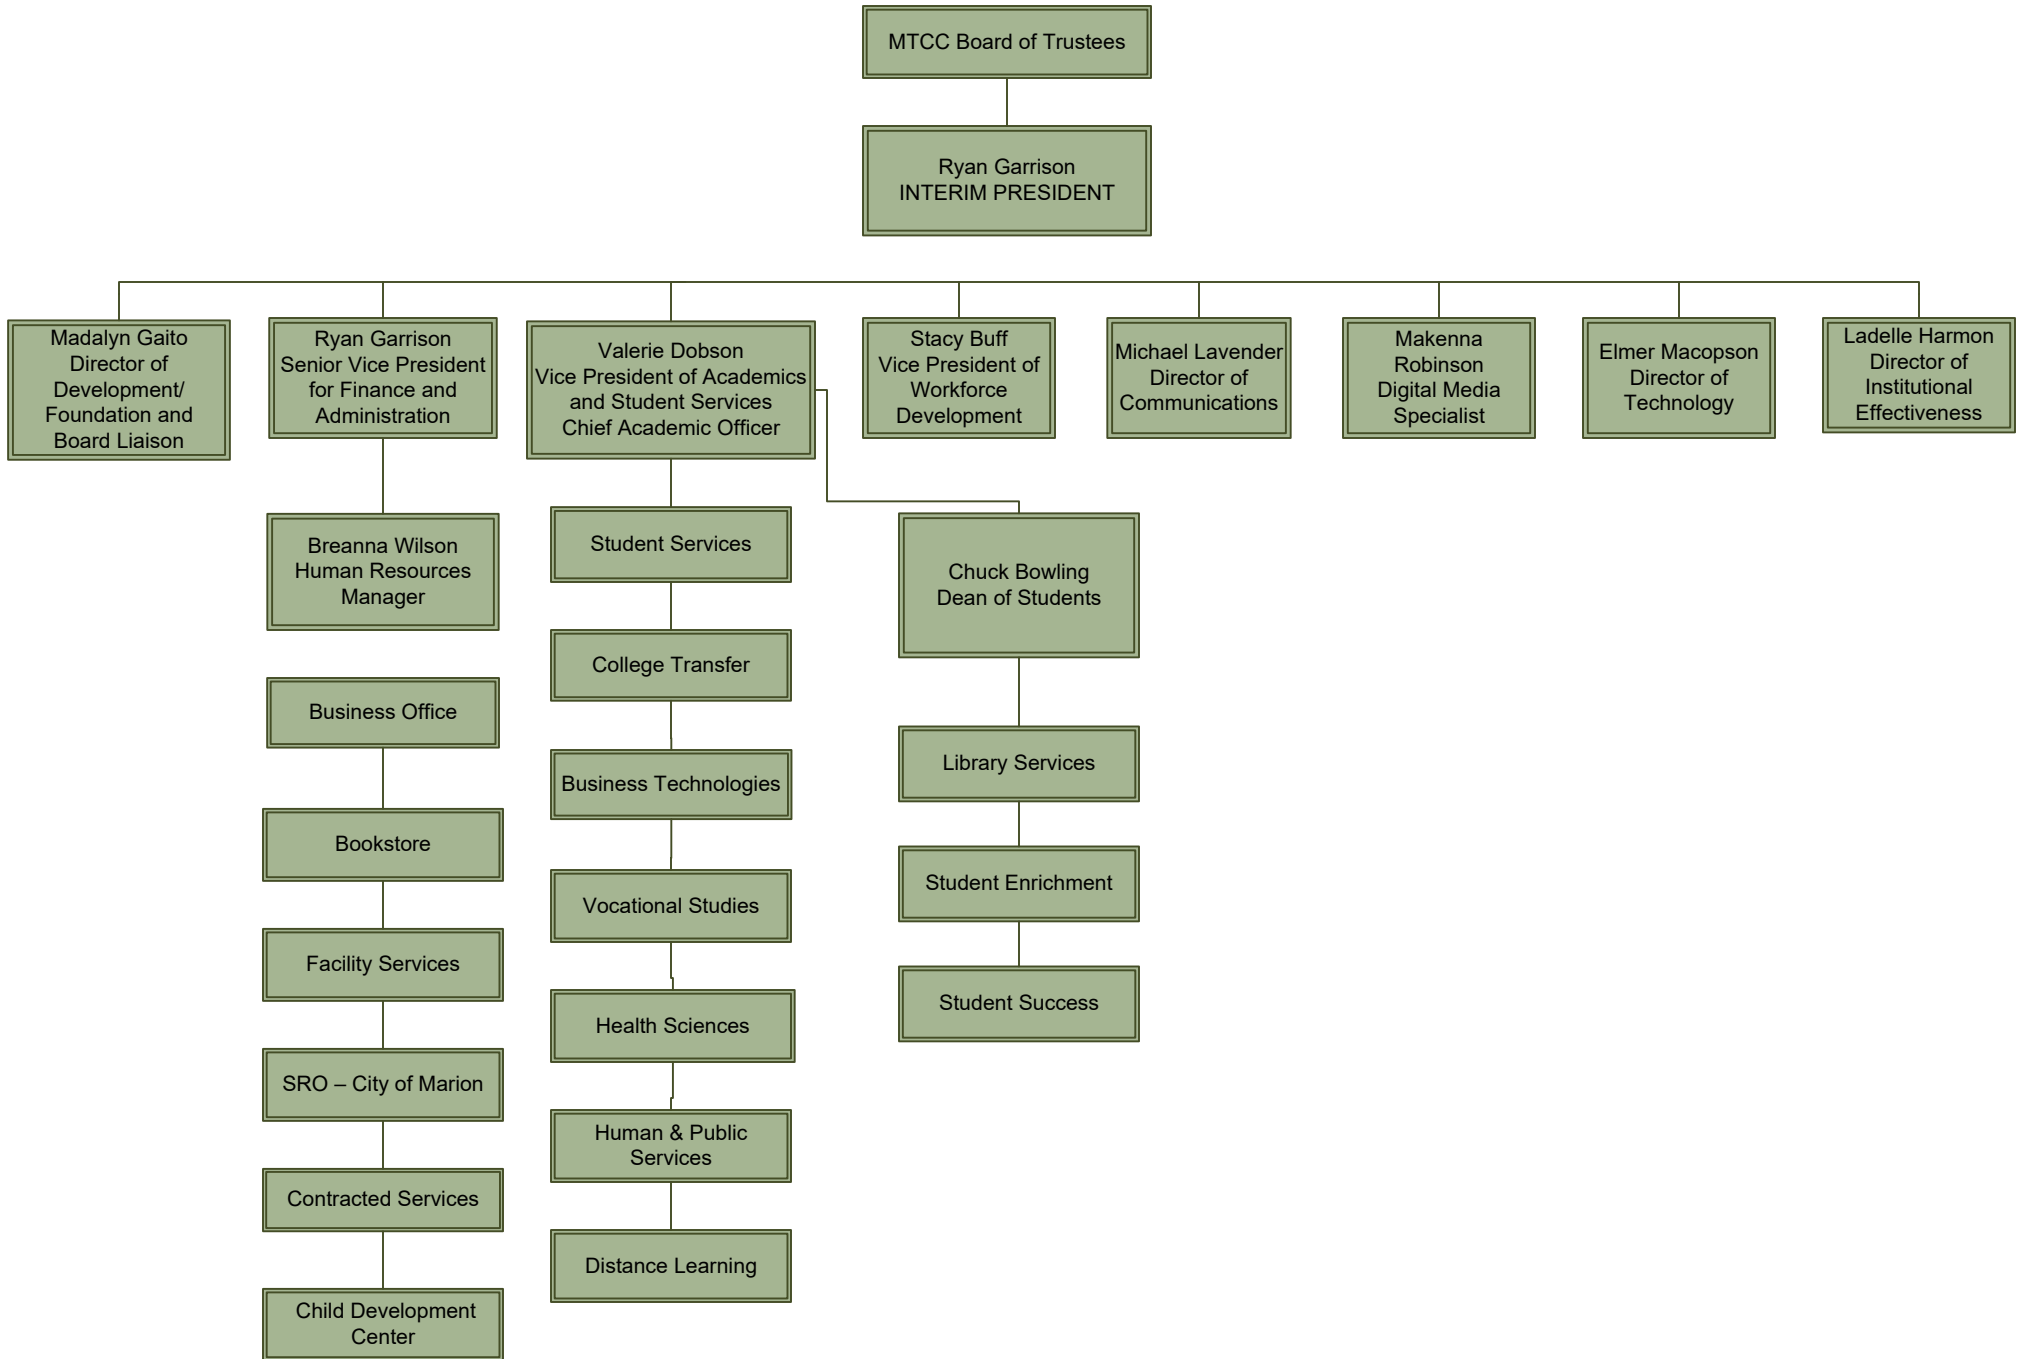 MTCC Board of Trustees
Ryan Garrison
INTERIM PRESIDENT
Madalyn Gaito
Director of
Development/
Foundation and
Board Liaison
Ryan Garrison
Senior Vice President
for Finance and
Administration
Valerie Dobson
Vice President of Academics
and Student Services
Chief Academic Officer
Stacy Buff
Vice President of
Workforce
Development
Michael Lavender
Director of
Communications
Makenna
Robinson
Digital Media
Specialist
Elmer Macopson
Director of
Technology
Ladelle Harmon
Director of
Institutional
Effectiveness
Breanna Wilson
Human Resources
Manager
Business Office
Bookstore
Facility Services
SRO – City of Marion
Contracted Services
Child Development
Center
Student Services
College Transfer
Business Technologies
Vocational Studies
Health Sciences
Human & Public
Services
Distance Learning
Chuck Bowling
Dean of Students
Library Services
Student Enrichment
Student Success